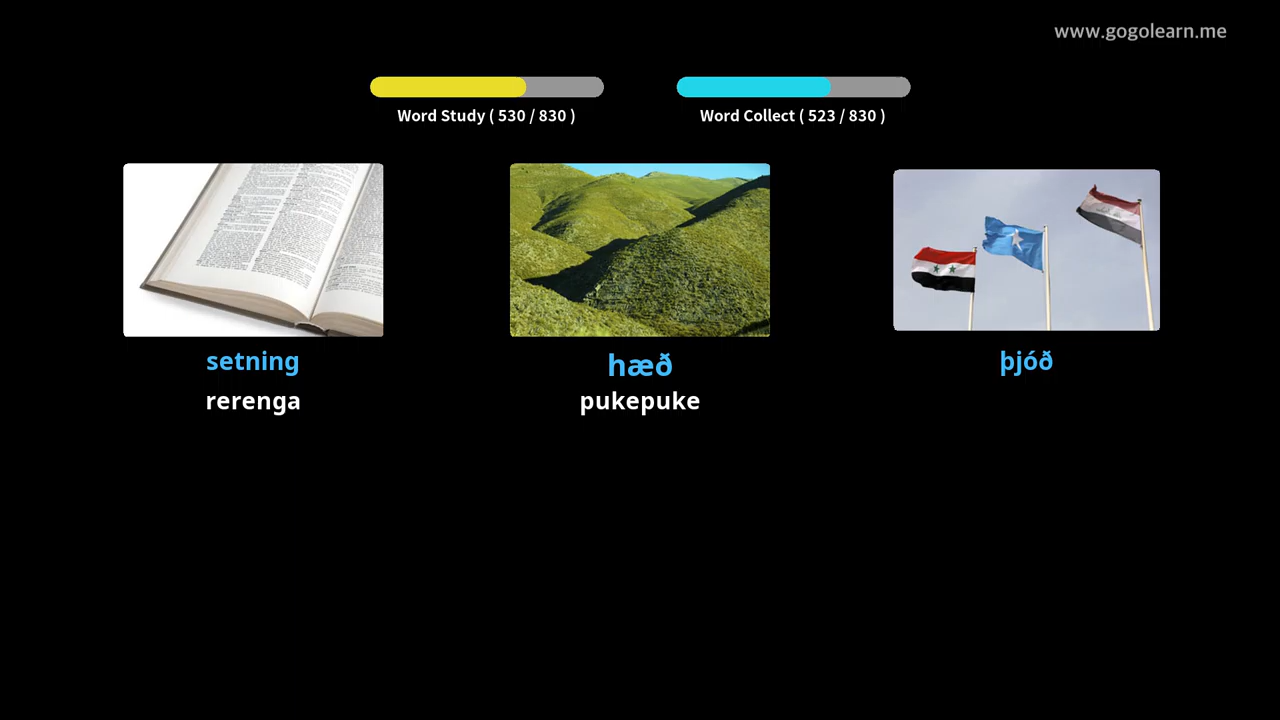 www.gogolearn.me
Word Study ( 530 / 830 )
Word Collect ( 523 / 830 )
setning
hæð
þjóð
rerenga
pukepuke